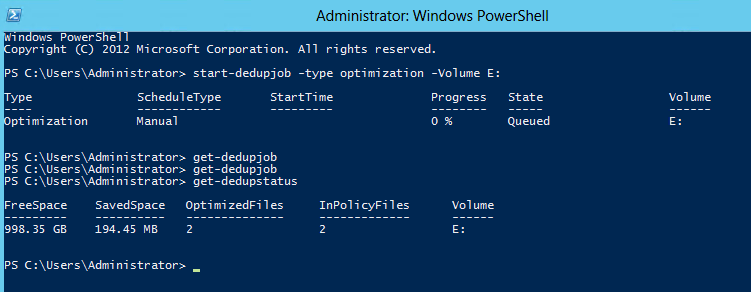 Administrator: Windows PowerShell
Windows PowerShell
Copyright (C) 2012 Microsoft Corporation. All rights reserved.
PS C:\Users\Administrator> start-dedupjob -type optimization -Volume E:
Type ScheduleType StartTime Progress State Volume
---- ------------ --------- -------- ----- ------
Optimization Manual 0 % Queued E:
PS C:\Users\Administrator> get-dedupjob
PS C:\Users\Administrator> get-dedupjob
PS C:\Users\Administrator> get-dedupstatus
FreeSpace SavedSpace OptimizedFiles InPolicyFiles Volume
--------- ---------- -------------- ------------- ------
998.35 GB 194.45 MB 2 2 E:
PS C:\Users\Administrator> _